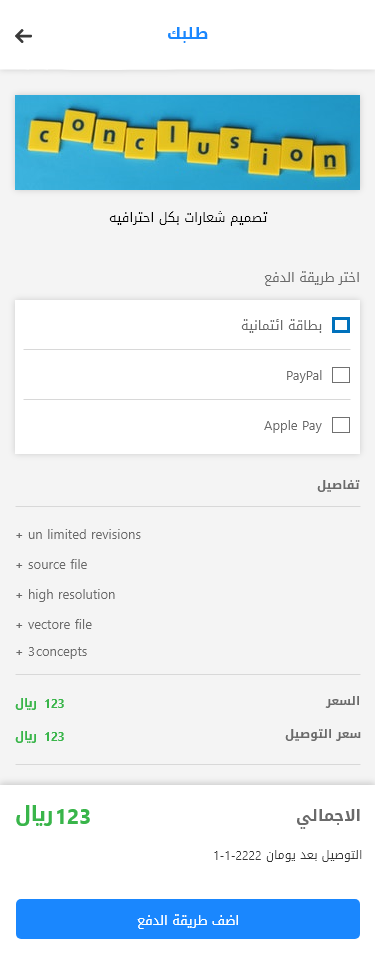 طلبك
conclusion
تصميم شعارات بكل احترافيه
اختر طريقة الدفع
بطاقة ائتمانية
PayPal
Apple Pay
تفاصيل
+ un limited revisions
+ source file
+ high resolution
+ vectore file
+ 3concepts
السعر 123 ريال
سعر التوصيل 123 ريال
الاجمالي 123 ريال
التوصيل بعد يومان 2222-1-1
اضف طريقة الدفع